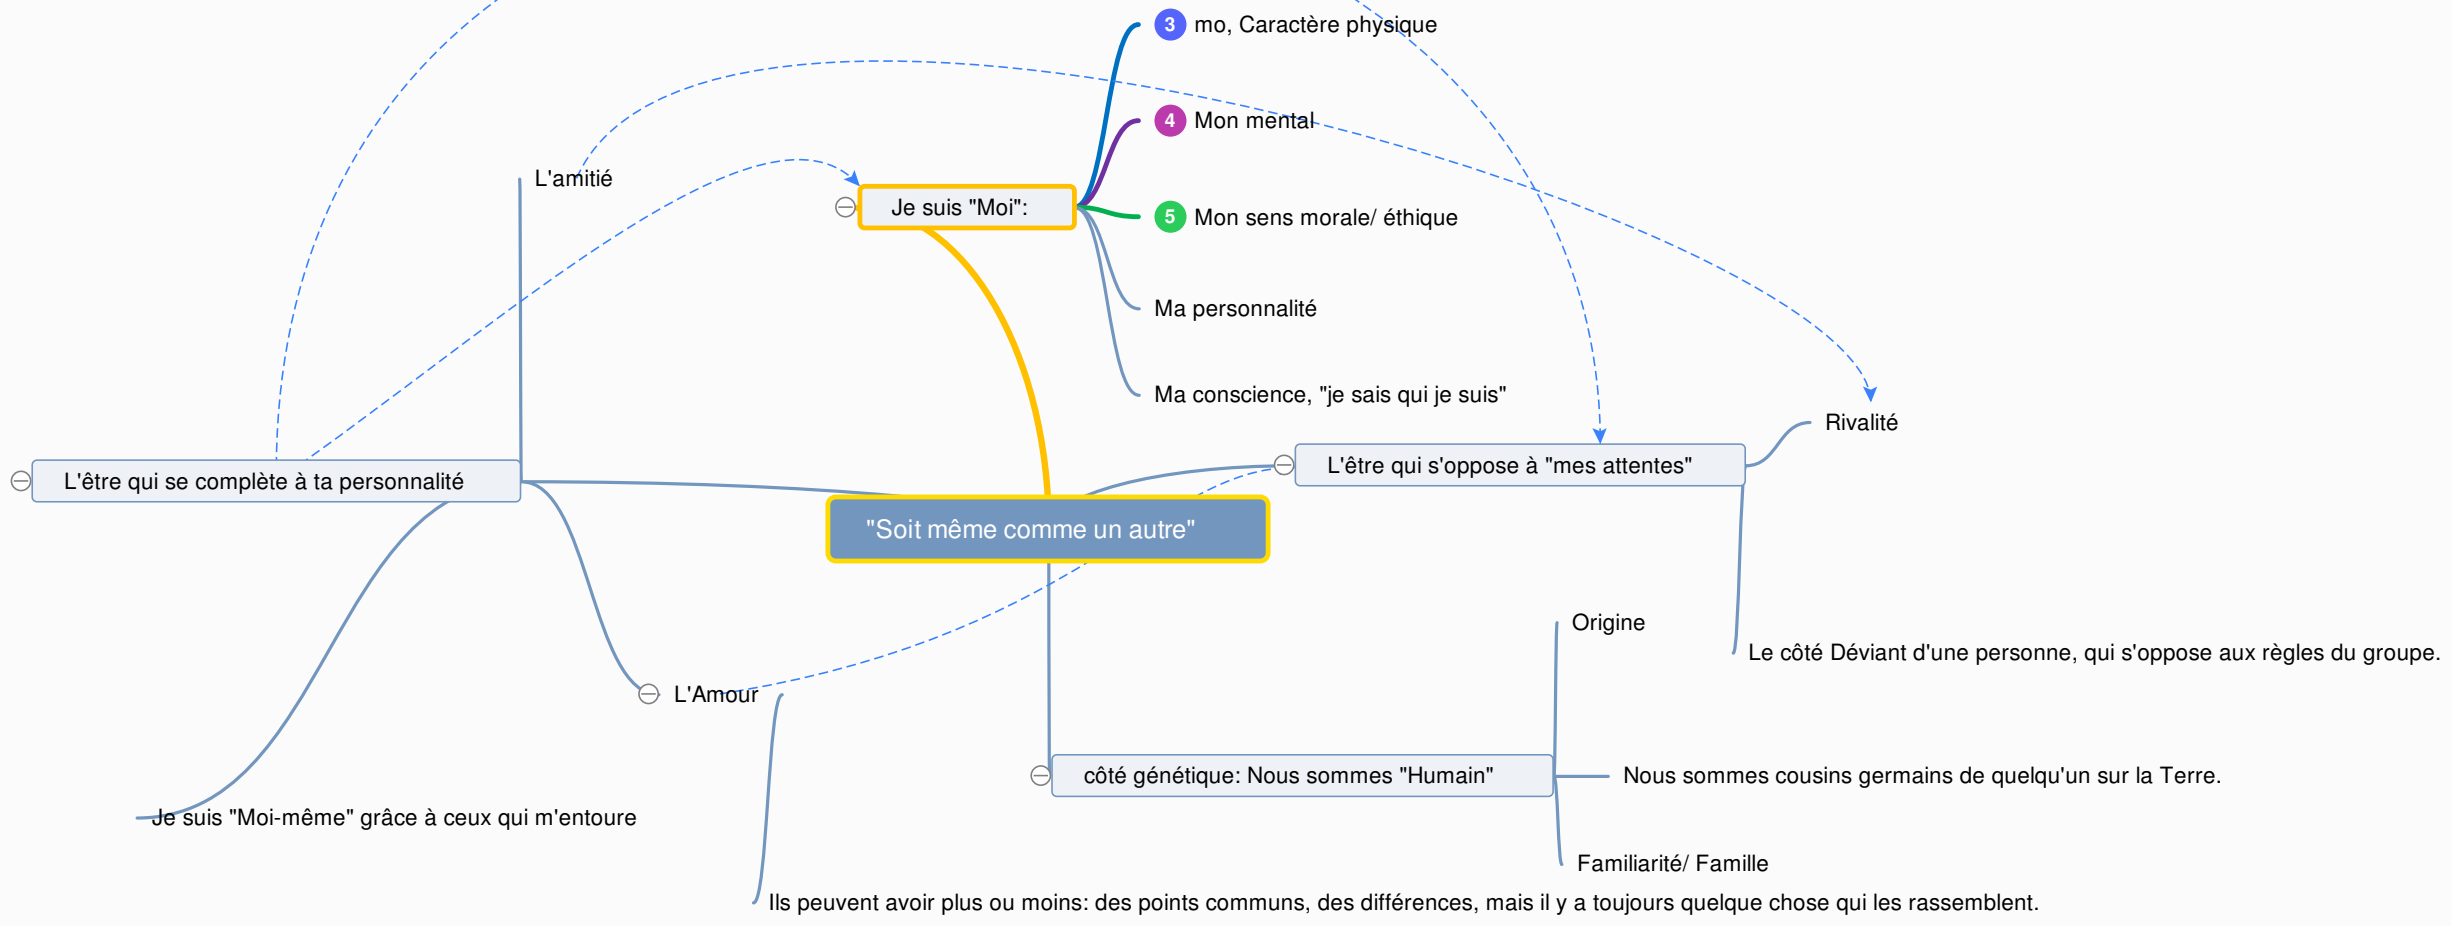 3 mo, Caractère physique
4 Mon mental
L'amitié
Je suis "Moi":
5 Mon sens morale/ éthique
Ma personnalité
Ma conscience, "je sais qui je suis"
Rivalité
L'être qui s'oppose à "mes attentes"
L'être qui se complète à ta personnalité
"Soit même comme un autre"
Origine
Le côté Déviant d'une personne, qui s'oppose aux règles du groupe.
L'Amour
côté génétique: Nous sommes "Humain"
Nous sommes cousins germains de quelqu'un sur la Terre.
Je suis "Moi-même" grâce à ceux qui m'entoure
Familiarité/ Famille
Ils peuvent avoir plus ou moins: des points communs, des différences, mais il y a toujours quelque chose qui les rassemblent.